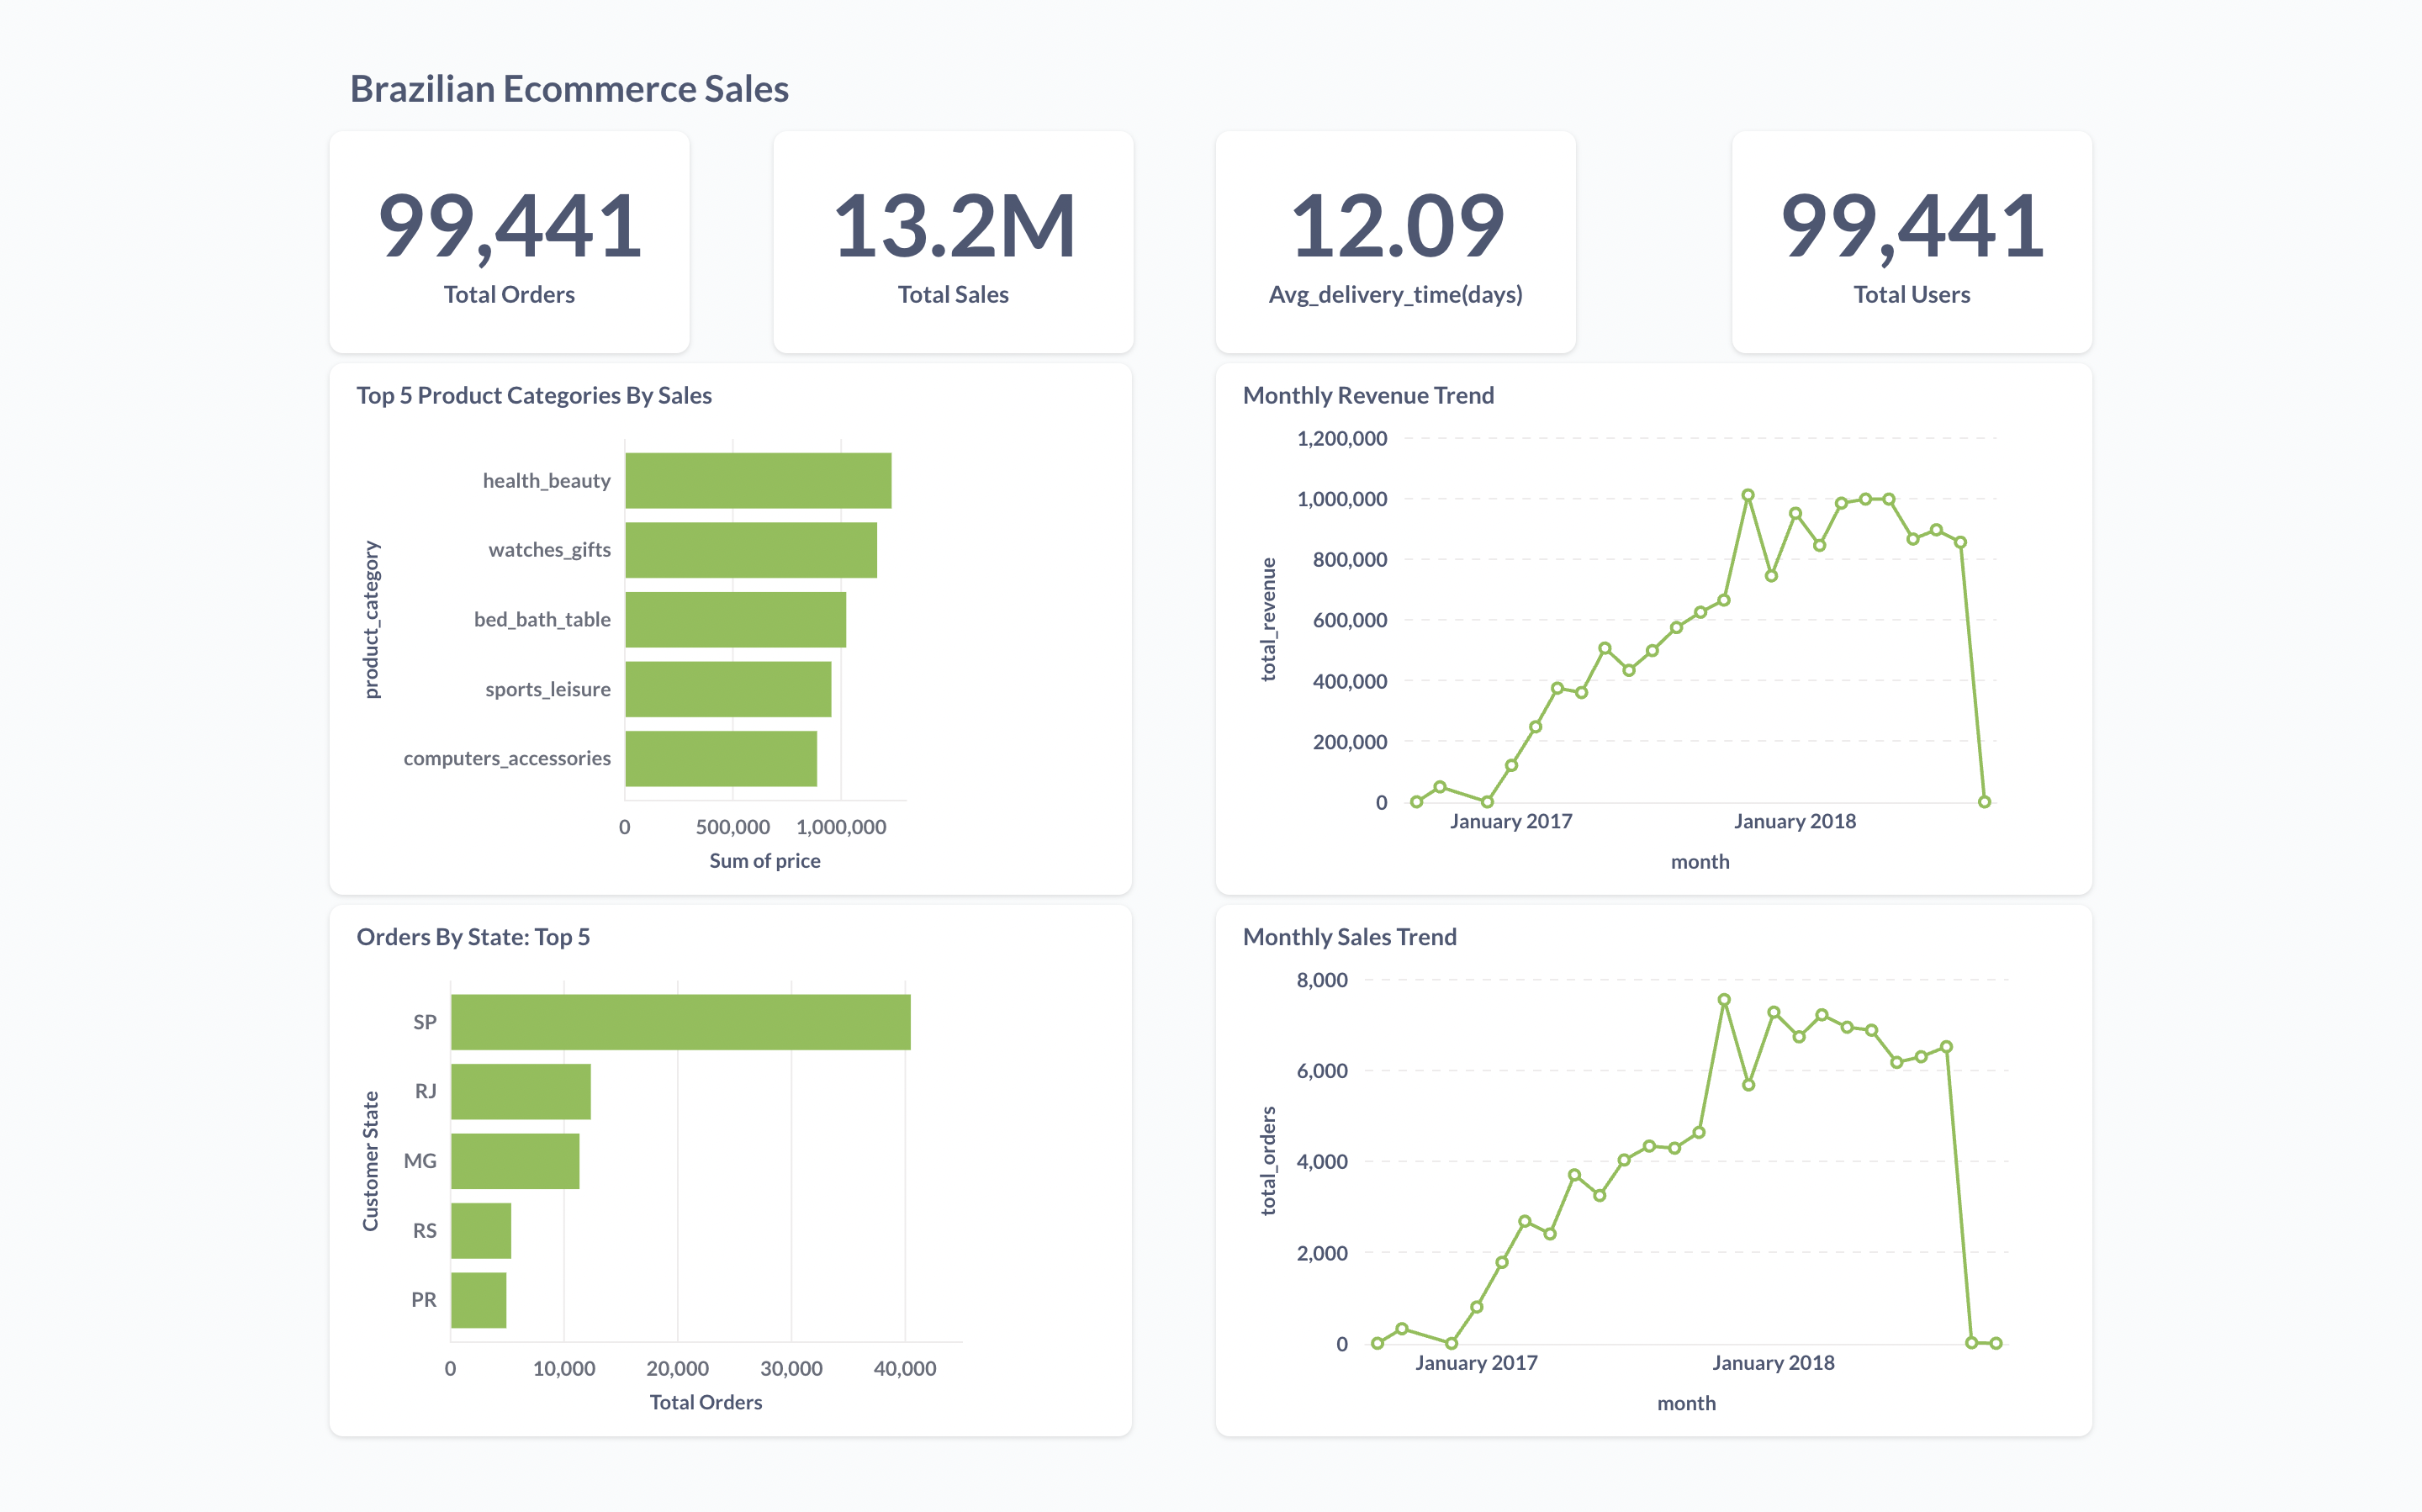 Brazilian Ecommerce Sales
99,441
Total Orders
13.2M
Total Sales
12.09
Avg_delivery_time(days)
99,441
Total Users
Top 5 Product Categories By Sales
product_category
health_beauty
watches_gifts
bed_bath_table
sports_leisure
computers_accessories
0 500,000 1,000,000
Sum of price
Monthly Revenue Trend
total_revenue
1,200,000
1,000,000
800,000
600,000
400,000
200,000
0
January 2017 January 2018
month
Orders By State: Top 5
Customer State
SP
RJ
MG
RS
PR
0 10,000 20,000 30,000 40,000
Total Orders
Monthly Sales Trend
total_orders
8,000
6,000
4,000
2,000
0
January 2017 January 2018
month